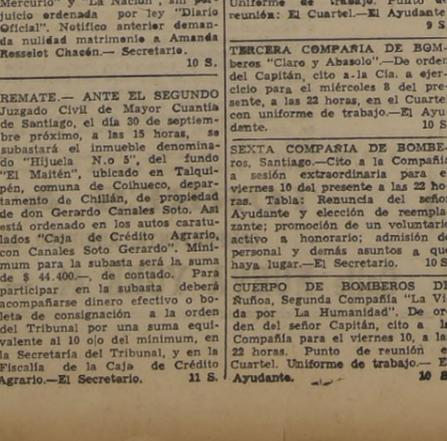 Mercurio" y "La Nación", sin per-
juicio ordenada por ley "Diario
Oficial". Notifico anterior deman-
da nulidad matrimonio a Amanda
Rosselot Chacón.— Secretario.
10 S.
REMATE.— ANTE EL SEGUNDO
Juzgado Civil de Mayor Cuantía
de Santiago, el día 30 de septiem-
bre próximo, a las 15 horas, se
subastará el inmueble denomina-
do "Hijuela N.o 5", del fundo
"El Maitén", ubicado en Talqui-
pén, comuna de Coihueco, depar-
tamento de Chillán, de propiedad
de don Gerardo Canales Soto. Así
está ordenado en los autos caratu-
lados "Caja de Crédito Agrario,
con Canales Soto Gerardo". Míni-
mum para la subasta será la suma
de $ 44.400.—, de contado. Para
participar en la subasta deberá
acompañarse dinero efectivo o bo-
leta de consignación a la orden
del Tribunal por una suma equi-
valente al 10 o|o del mínimum, en
la Secretaría del Tribunal, y en la
Fiscalía de la Caja de Crédito
Agrario.—El Secretario. 11 S.
Uniforme de trabajo. Punto de
reunión: El Cuartel.—El Ayudante
9 S
TERCERA COMPAÑIA DE BOM-
beros "Claro y Abasolo".—De orden
del Capitán, cito a la Cía. a ejer-
cicio para el miércoles 8 del pre-
sente, a las 22 horas, en el Cuarte
con uniforme de trabajo.—El Ayu
dante. 10 S
SEXTA COMPAÑIA DE BOMBE-
ros, Santiago.—Cito a la Compañía
a sesión extraordinaria para e
viernes 10 del presente a las 22 ho
ras. Tabla: Renuncia del señor
Ayudante y elección de reempla
zante; promoción de un voluntario
activo a honorario; admisión de
personal y demás asuntos a que
haya lugar.—El Secretario. 10 S
CUERPO DE BOMBEROS DE
Ñuñoa, Segunda Compañía "La Vi
da por La Humanidad". De or
den del señor Capitán, cito a la
Compañía para el viernes 10, a las
22 horas. Punto de reunión e
Cuartel. Uniforme de trabajo.— E
Ayudante. 10 S